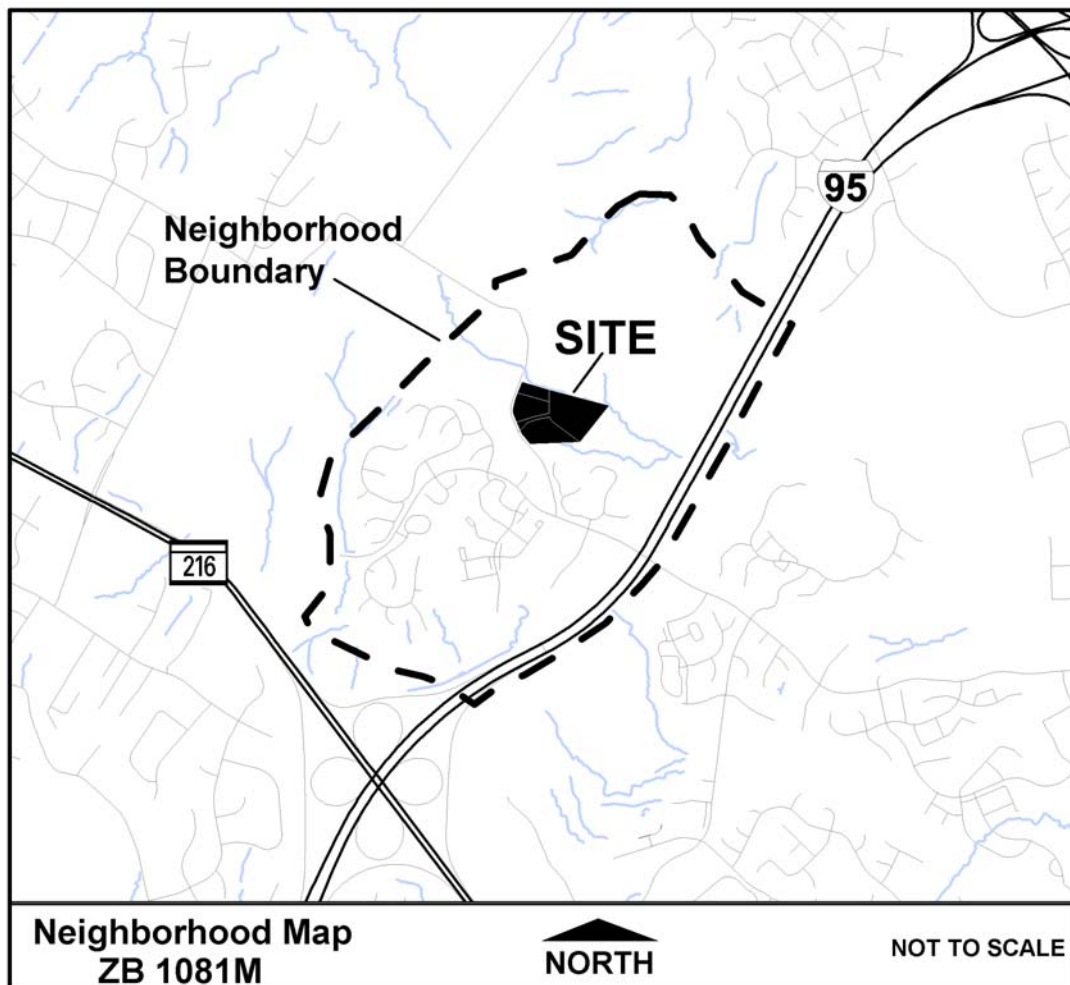 95
Neighborhood
Boundary
SITE
216
Neighborhood Map
ZB 1081M
NORTH
NOT TO SCALE